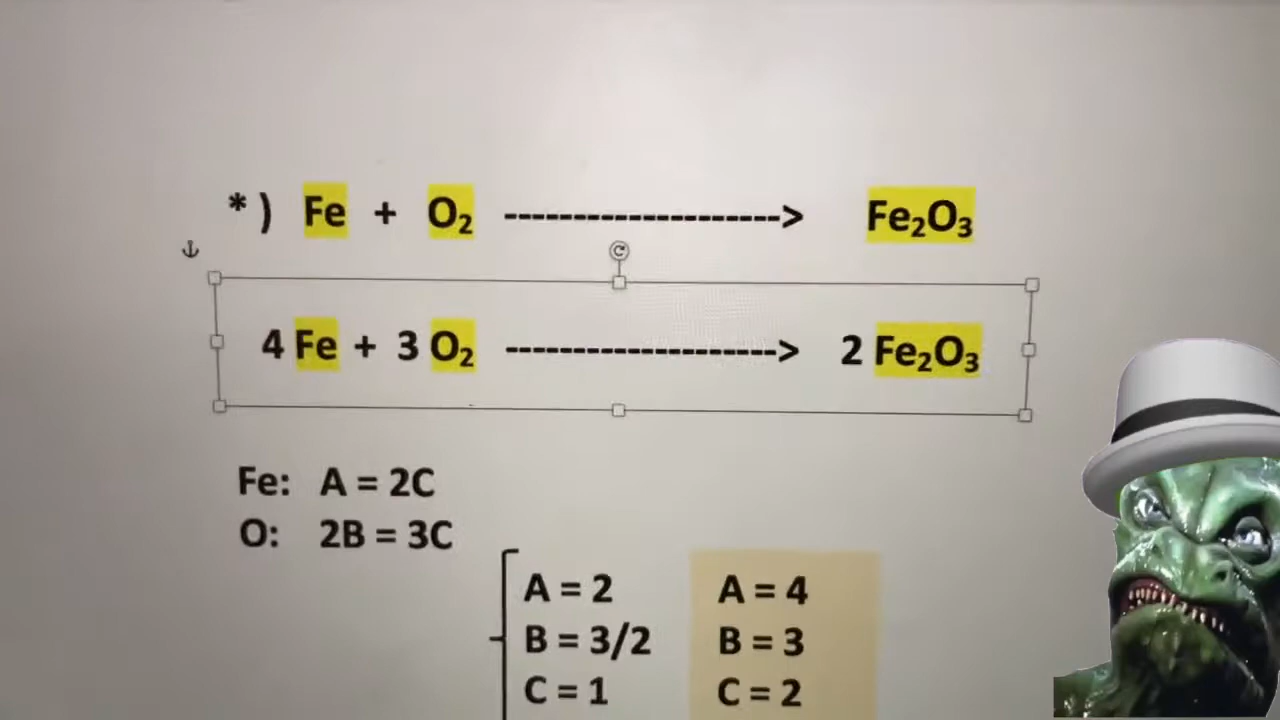 *) Fe + O₂ ----------------------> Fe₂O₃
4 Fe + 3 O₂ ----------------------> 2 Fe₂O₃
Fe: A = 2C
O: 2B = 3C
A = 2 A = 4
B = 3/2 B = 3
C = 1 C = 2